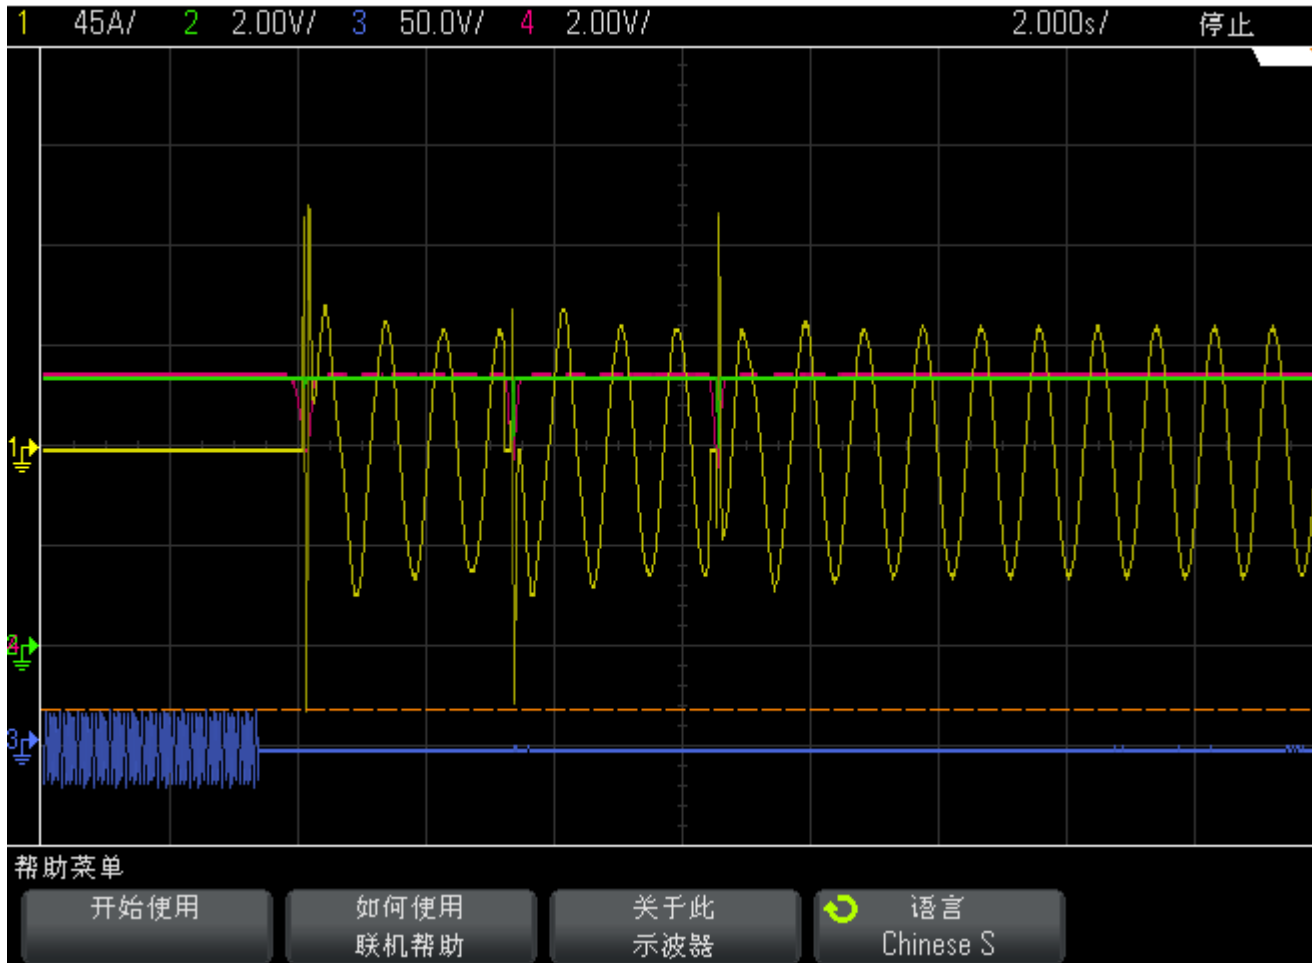 1 45A/ 2 2.00V/ 3 50.0V/ 4 2.00V/ 2.000s/ 停止
1
3
帮助菜单
开始使用
如何使用
联机帮助
关于此
示波器
语言
Chinese S